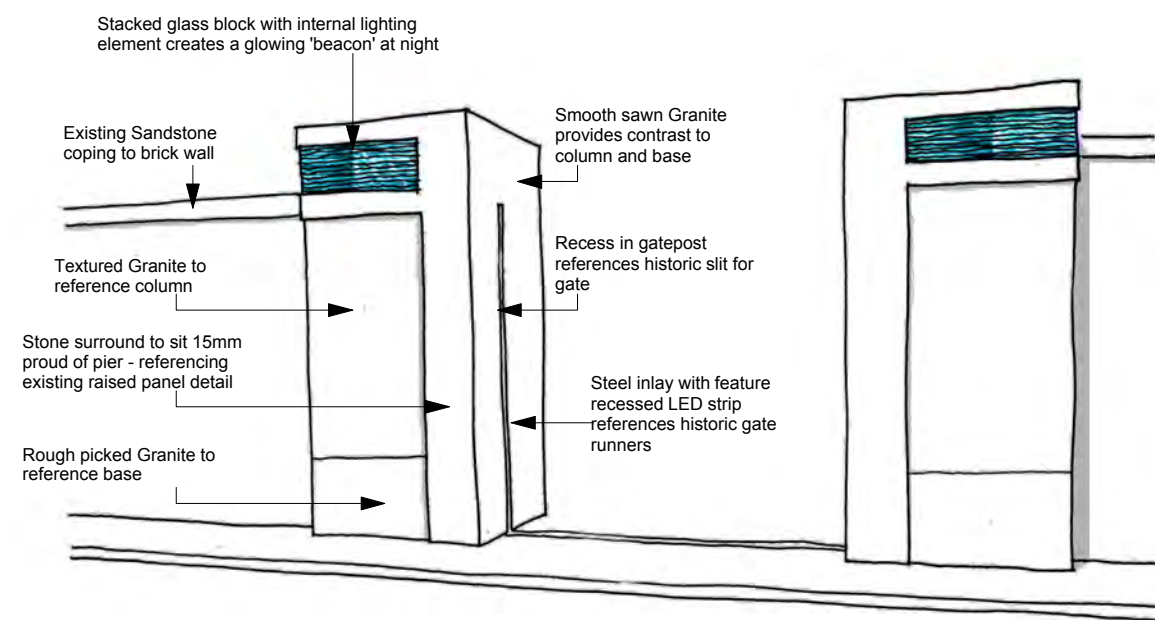 Stacked glass block with internal lighting
element creates a glowing 'beacon' at night
Existing Sandstone
coping to brick wall
Smooth sawn Granite
provides contrast to
column and base
Textured Granite to
reference column
Recess in gatepost
references historic slit for
gate
Stone surround to sit 15mm
proud of pier - referencing
existing raised panel detail
Steel inlay with feature
recessed LED strip
references historic gate
runners
Rough picked Granite to
reference base